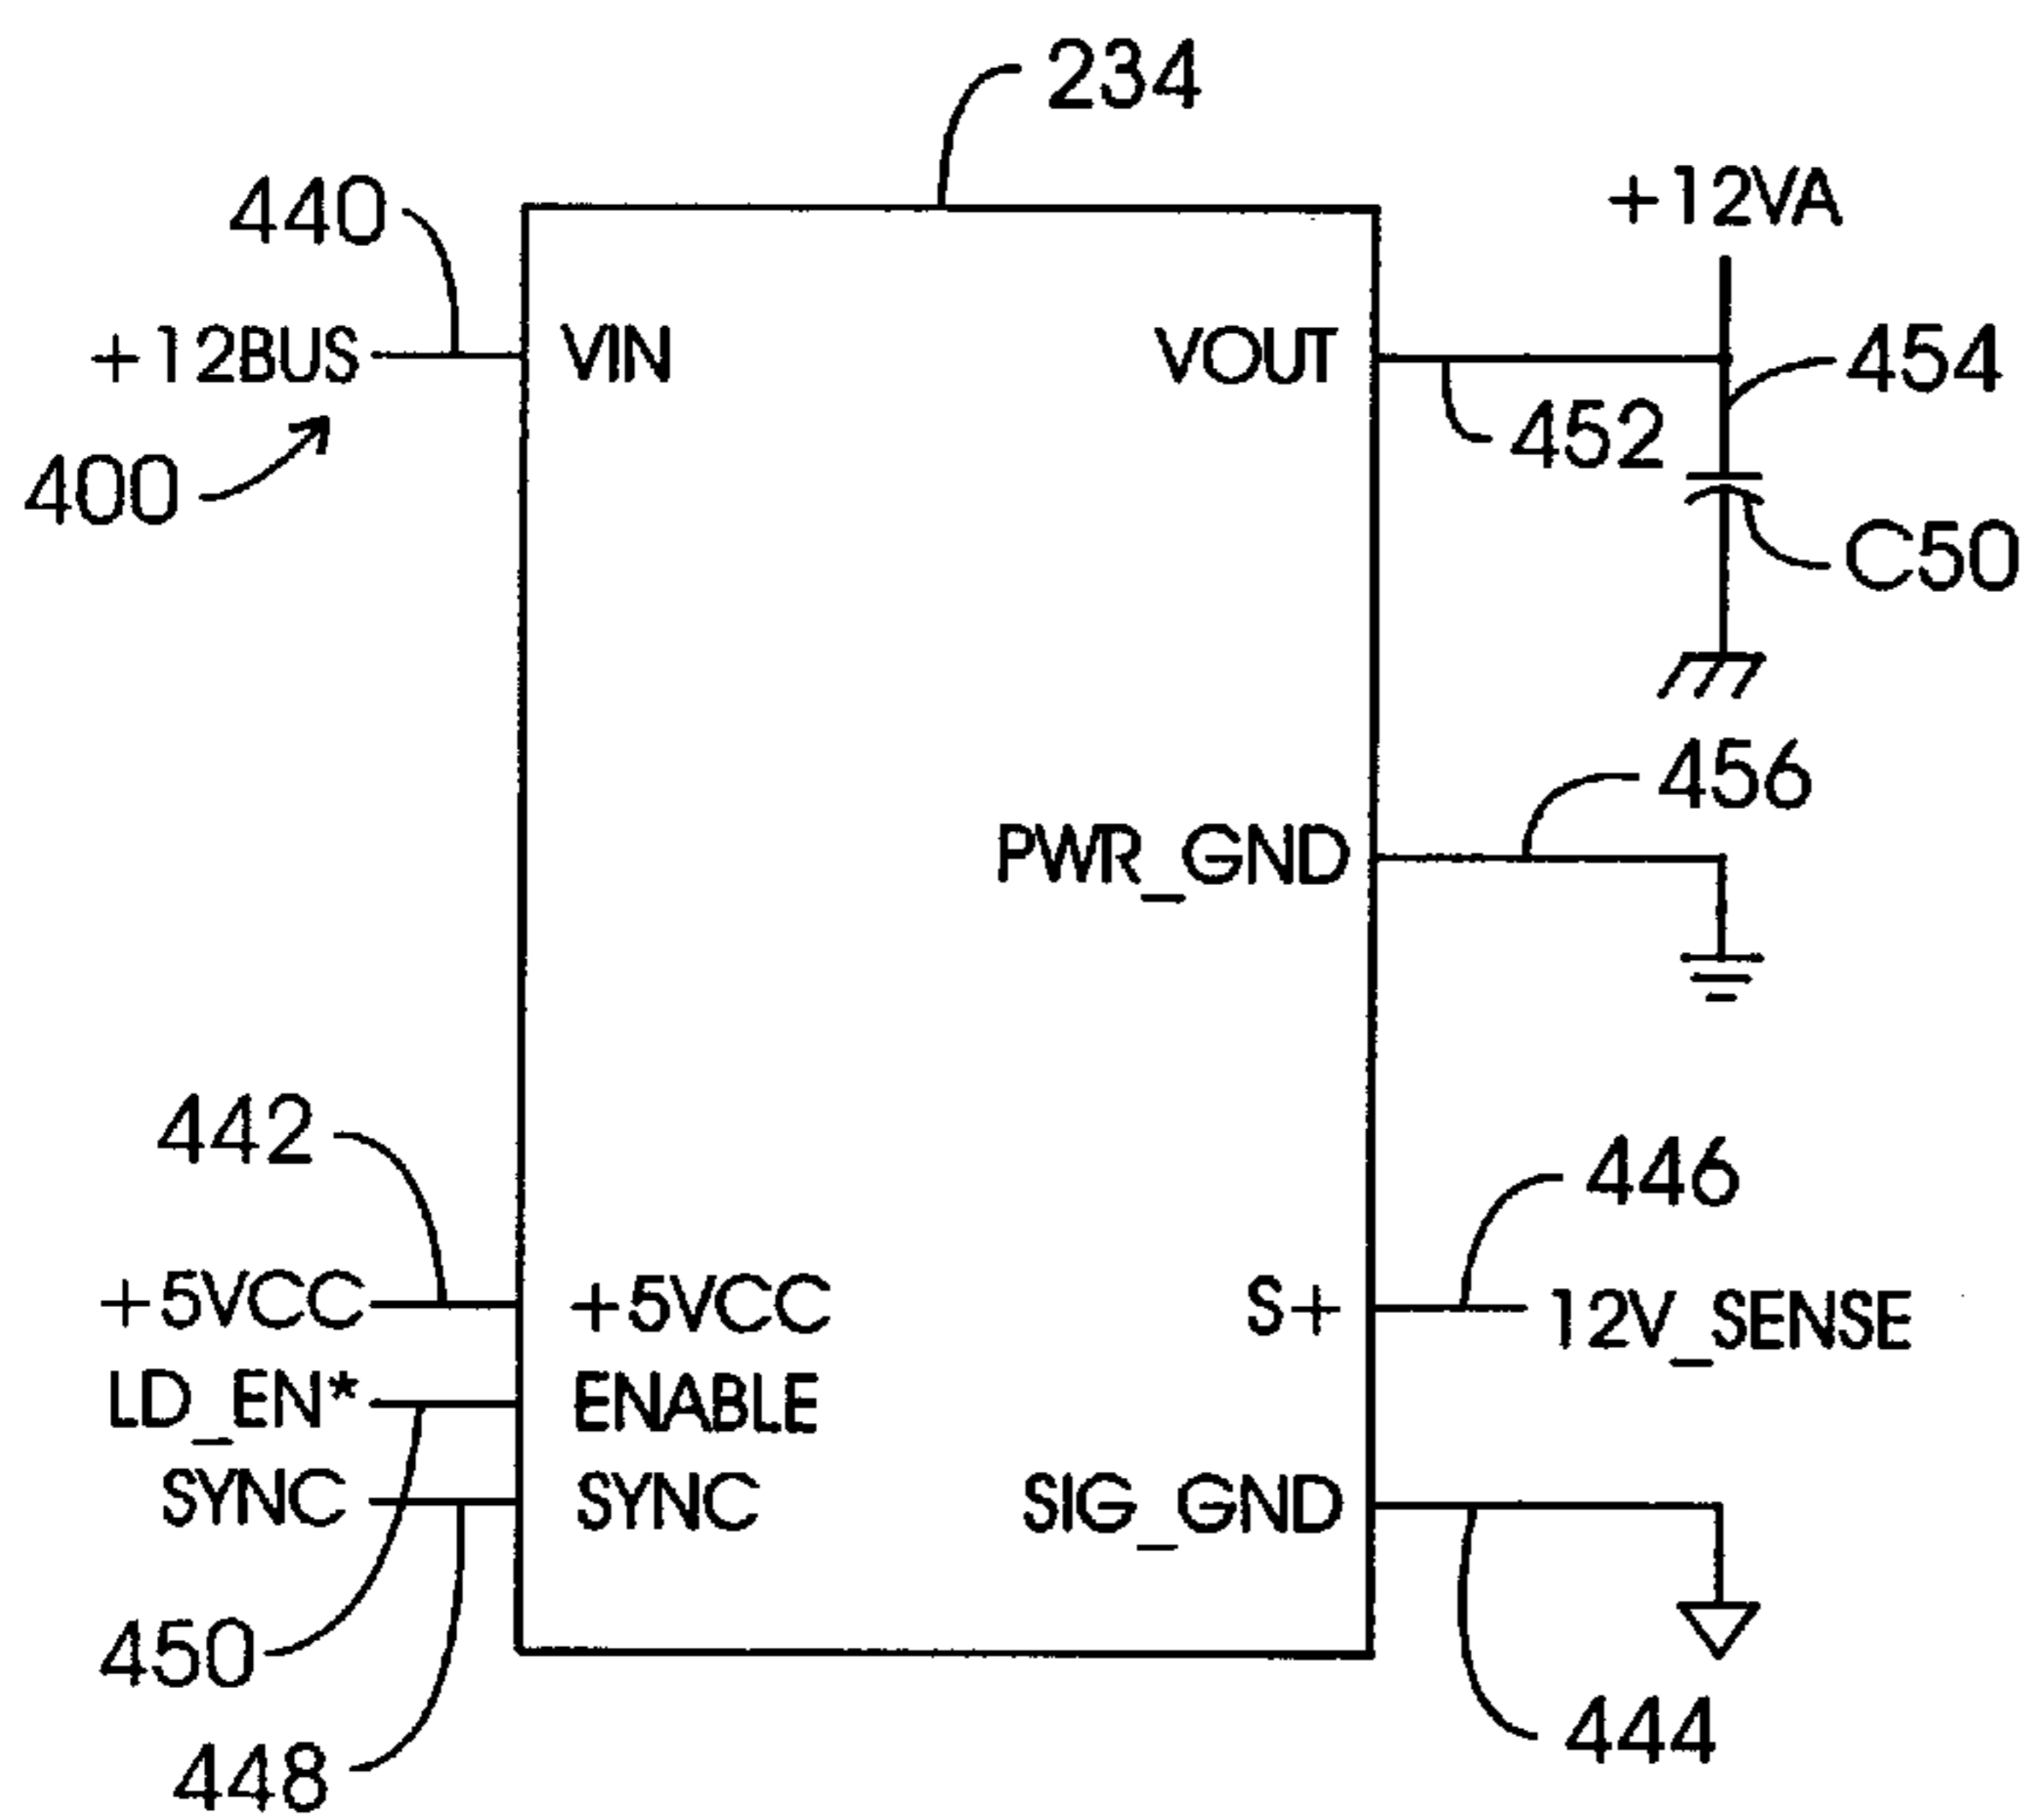 234
440
+12VA
+12BUS
VIN
VOUT
454
452
400
C50
456
PWR_GND
442
446
+5VCC
+5VCC
S+
12V_SENSE
LD_EN*
ENABLE
SYNC
SYNC
SIG_GND
450
444
448